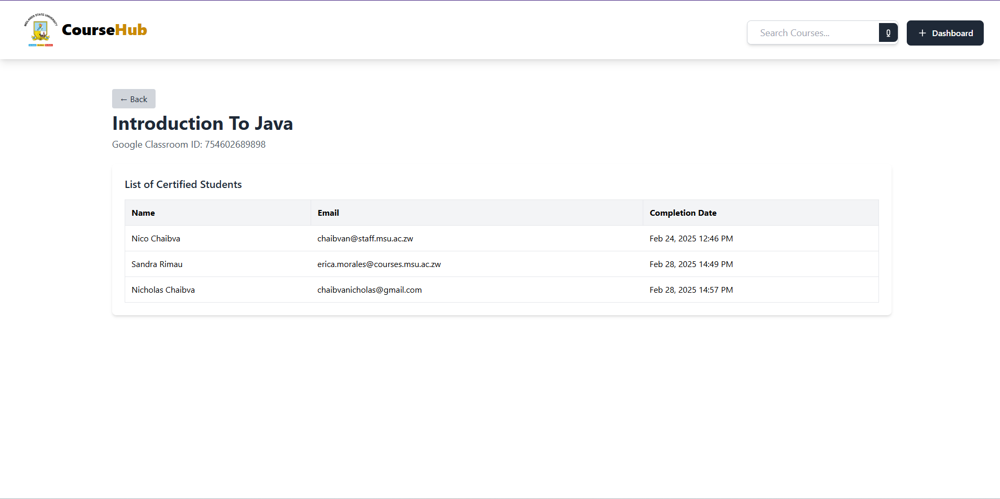 MIDLANDS STATE UNIVERSITY
CourseHub
Search Courses...
Dashboard
← Back
Introduction To Java
Google Classroom ID: 754602689898
List of Certified Students
Name Email Completion Date
Nico Chaibva chaibvan@staff.msu.ac.zw Feb 24, 2025 12:46 PM
Sandra Rimau erica.morales@courses.msu.ac.zw Feb 28, 2025 14:49 PM
Nicholas Chaibva chaibvanicholas@gmail.com Feb 28, 2025 14:57 PM